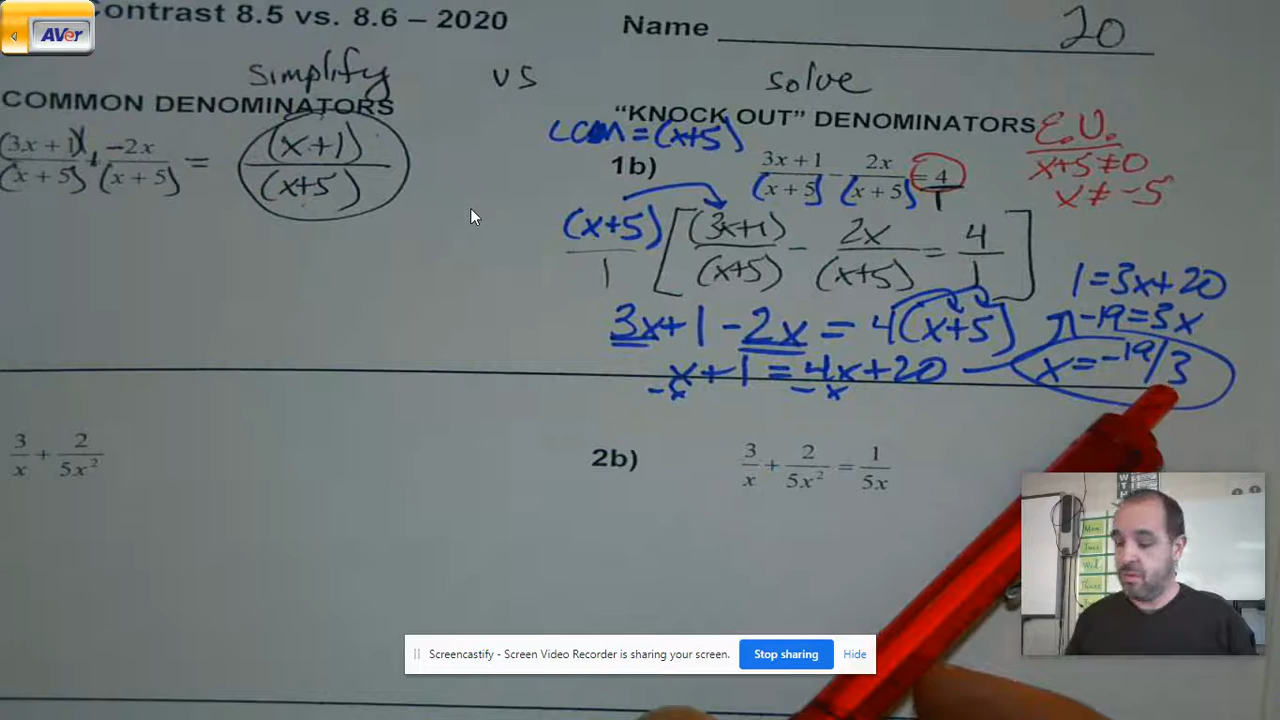 AVer
Contrast 8.5 vs. 8.6 – 2020
Name
20
simplify vs solve
COMMON DENOMINATORS
(3x + 1) / (x + 5) + -2x / (x + 5) = (x+1) / (x+5)
"KNOCK OUT" DENOMINATORS
LCM = (x+5)
E.V.
x+5 ≠ 0
x ≠ -5
1b) 3x + 1 / (x + 5) - 2x / (x + 5) = 4 / 1
(x+5) / 1 [ (3x+1) / (x+5) - 2x / (x+5) = 4 / 1 ]
3x+1 - 2x = 4(x+5)
x + 1 = 4x + 20
-x -x
1 = 3x + 20
-19 = 3x
x = -19/3
3/x + 2/5x²
2b) 3/x + 2/5x² = 1/5x
Screencastify - Screen Video Recorder is sharing your screen. Stop sharing Hide